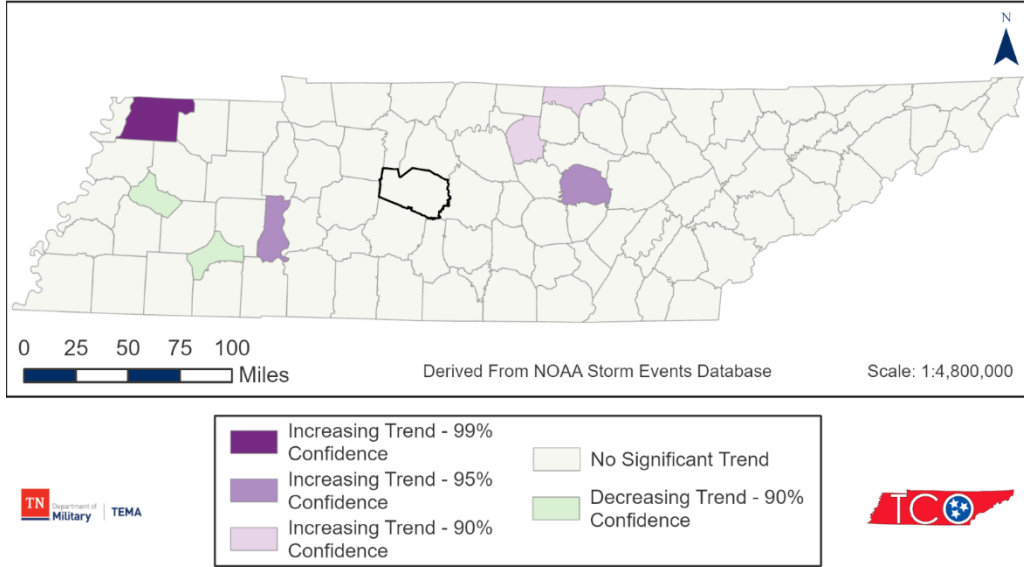 N
0 25 50 75 100
Miles
Derived From NOAA Storm Events Database
Scale: 1:4,800,000
Increasing Trend - 99%
Confidence
Increasing Trend - 95%
Confidence
Increasing Trend - 90%
Confidence
No Significant Trend
Decreasing Trend - 90%
Confidence
TN
Department of
Military
TEMA
TCO